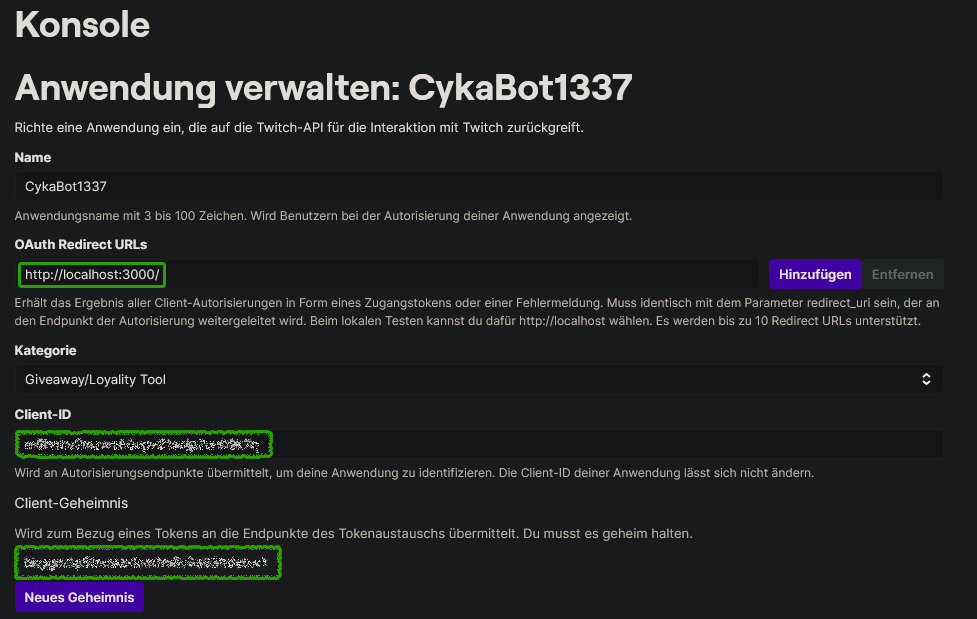 Konsole
Anwendung verwalten: CykaBot1337
Richte eine Anwendung ein, die auf die Twitch-API für die Interaktion mit Twitch zurückgreift.
Name
CykaBot1337
Anwendungsname mit 3 bis 100 Zeichen. Wird Benutzern bei der Autorisierung deiner Anwendung angezeigt.
OAuth Redirect URLs
http://localhost:3000/ Hinzufügen Entfernen
Erhält das Ergebnis aller Client-Autorisierungen in Form eines Zugangstokens oder einer Fehlermeldung. Muss identisch mit dem Parameter redirect_uri sein, der an
den Endpunkt der Autorisierung weitergeleitet wird. Beim lokalen Testen kannst du dafür http://localhost wählen. Es werden bis zu 10 Redirect URLs unterstützt.
Kategorie
Giveaway/Loyality Tool
Client-ID
Wird an Autorisierungsendpunkte übermittelt, um deine Anwendung zu identifizieren. Die Client-ID deiner Anwendung lässt sich nicht ändern.
Client-Geheimnis
Wird zum Bezug eines Tokens an die Endpunkte des Tokenaustauschs übermittelt. Du musst es geheim halten.
Neues Geheimnis